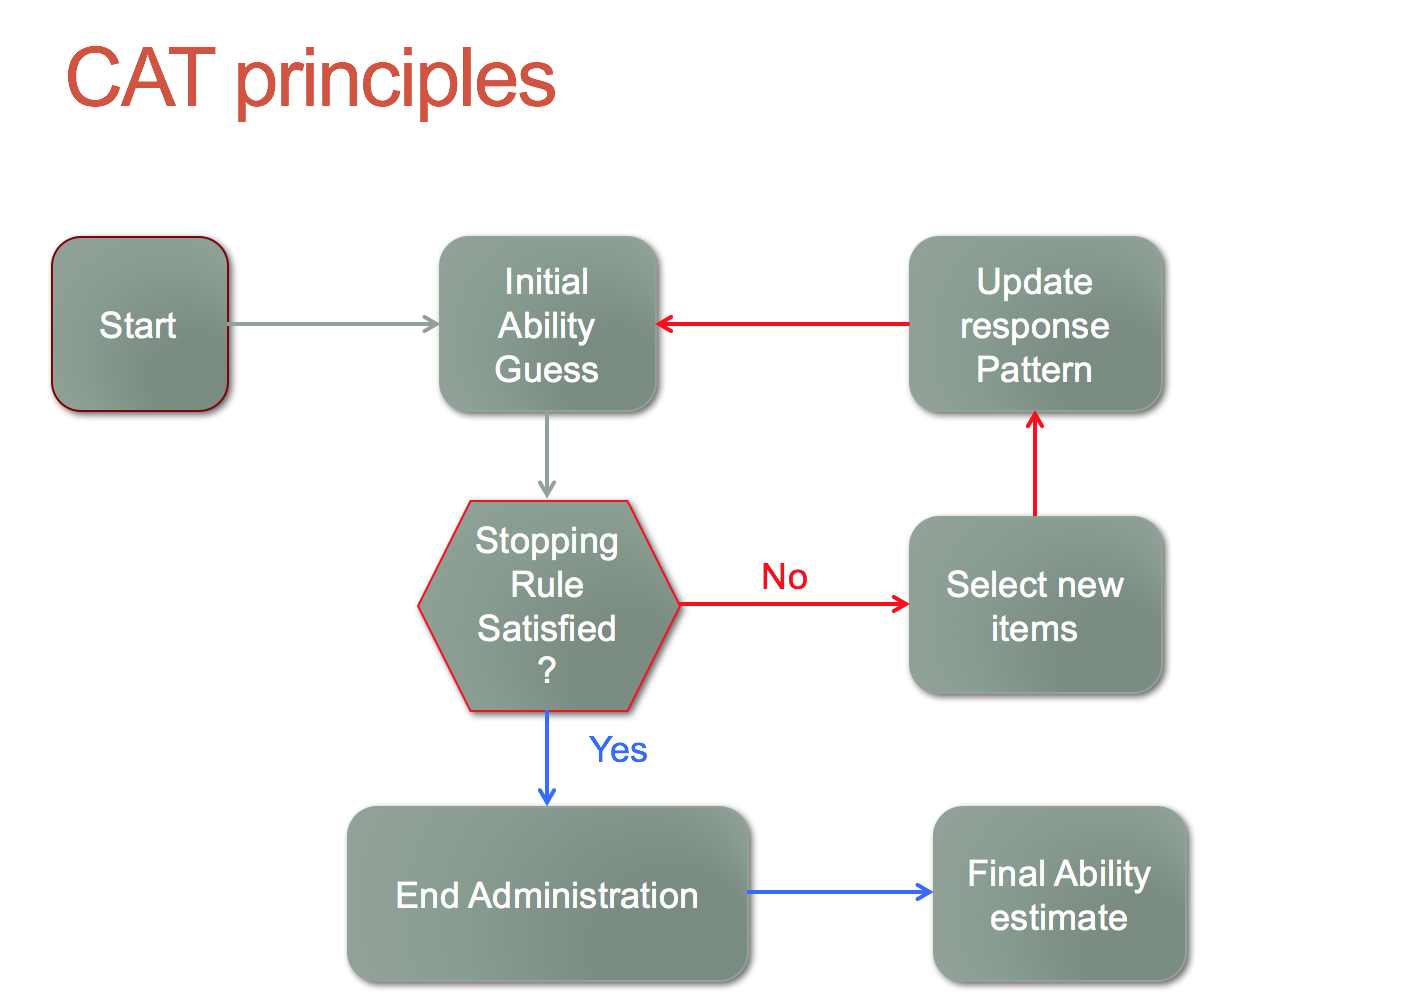 CAT principles
Start
Initial
Ability
Guess
Update
response
Pattern
Stopping
Rule
Satisfied
?
No
Select new
items
Yes
End Administration
Final Ability
estimate